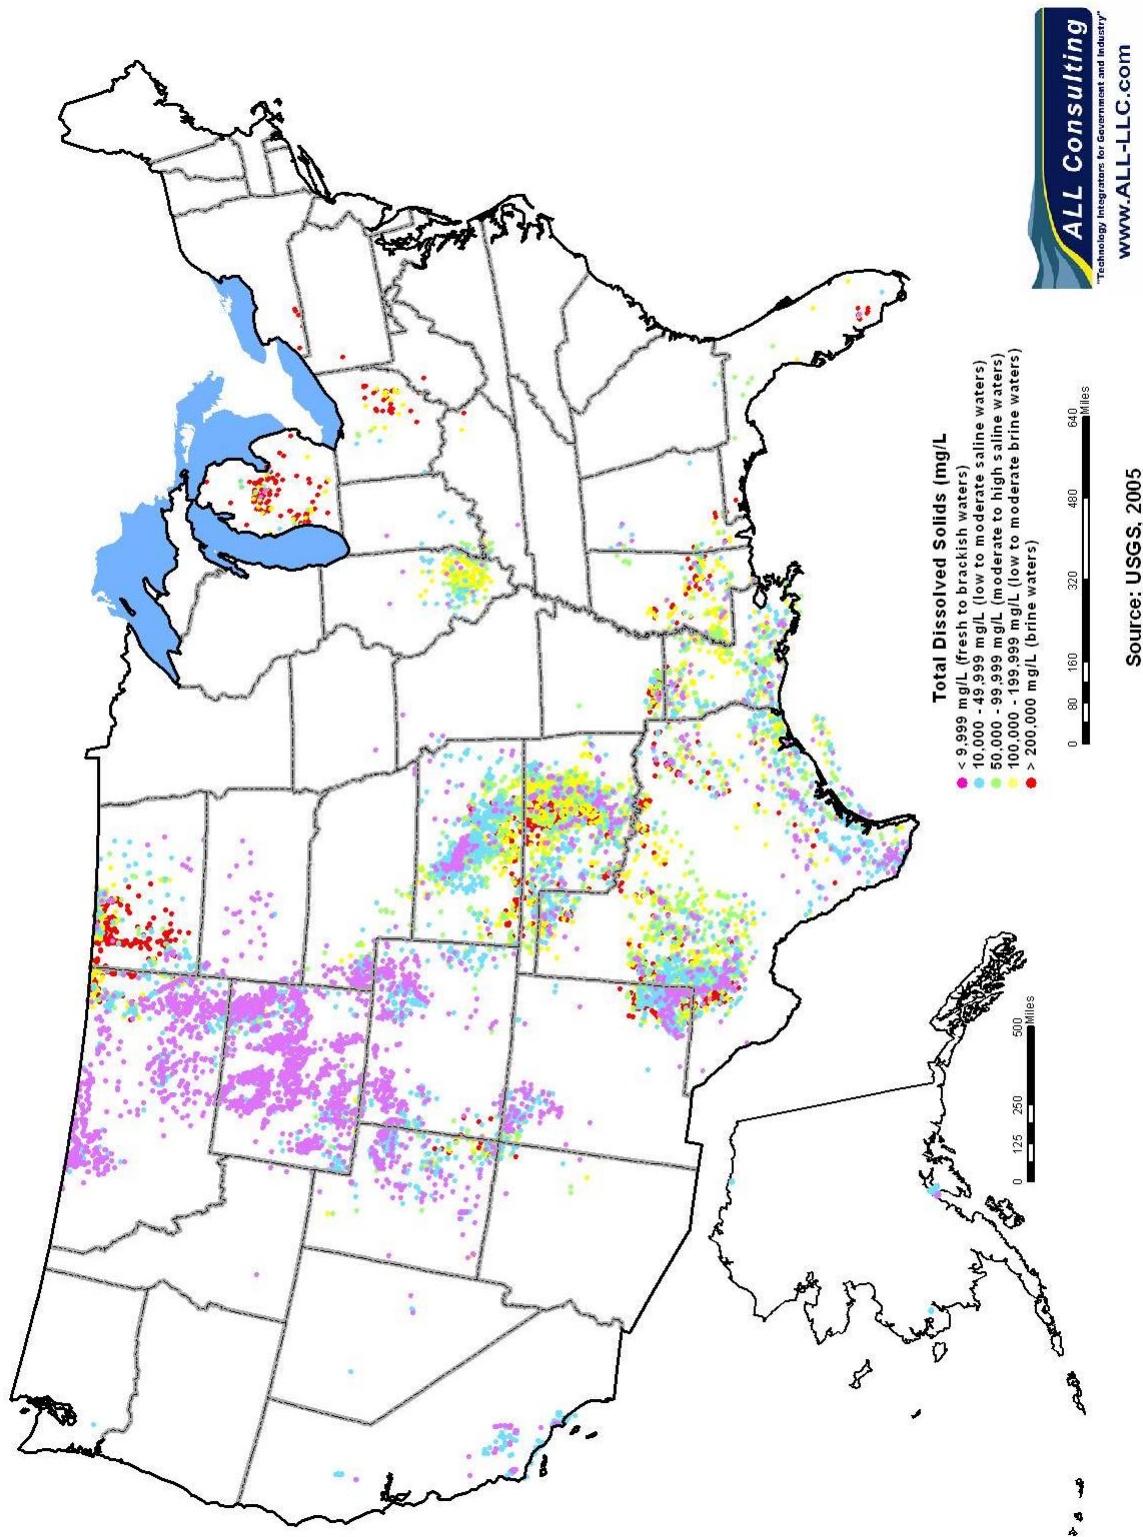 Total Dissolved Solids (mg/L
< 9,999 mg/L (fresh to brackish waters)
10,000 - 49,999 mg/L (low to moderate saline waters)
50,000 - 99,999 mg/L (moderate to high saline waters)
100,000 - 199,999 mg/L (low to moderate brine waters)
> 200,000 mg/L (brine waters)
0 80 160 320 480 640
Miles
0 125 250 500
Miles
ALL Consulting
"Technology Integrators for Government and Industry"
www.ALL-LLC.com
Source: USGS, 2005